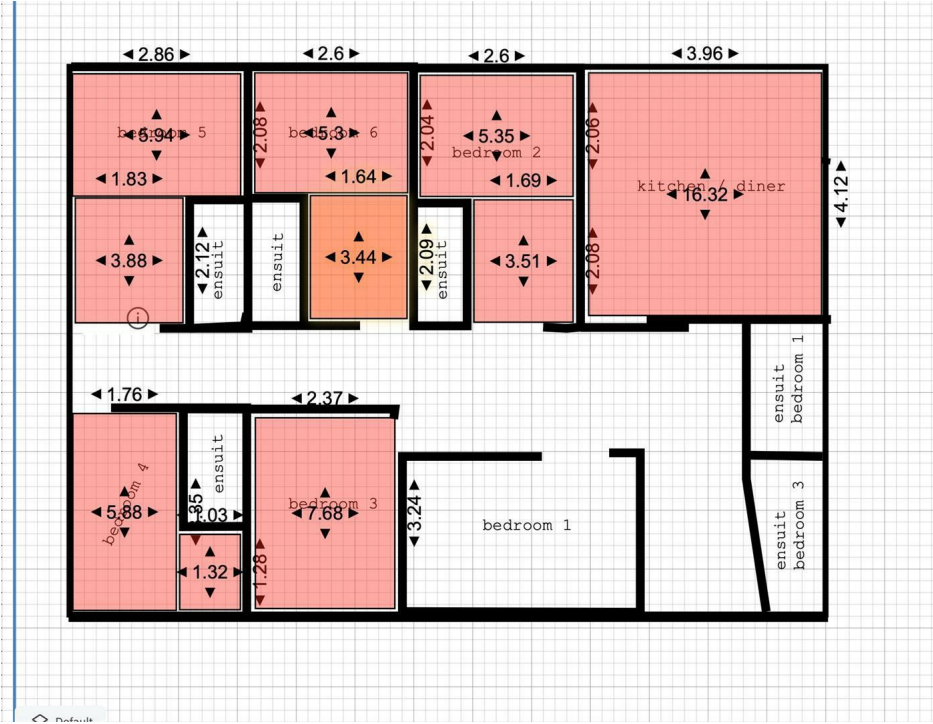 2.86
2.6
2.6
3.96
bedroom 5
5.94
2.08
bedroom 6
5.3
2.04
5.35
bedroom 2
2.06
kitchen / diner
16.32
4.12
1.83
1.64
1.69
3.88
2.12
ensuit
ensuit
3.44
2.09
ensuit
3.51
2.08
i
ensuit
bedroom 1
1.76
2.37
ensuit
bedroom 4
5.88
1.03
bedroom 3
7.68
3.24
bedroom 1
ensuit
bedroom 3
1.32
1.28
Default